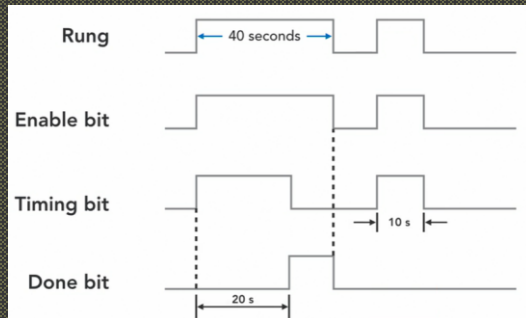 Rung
40 seconds
Enable bit
Timing bit
10 s
Done bit
20 s